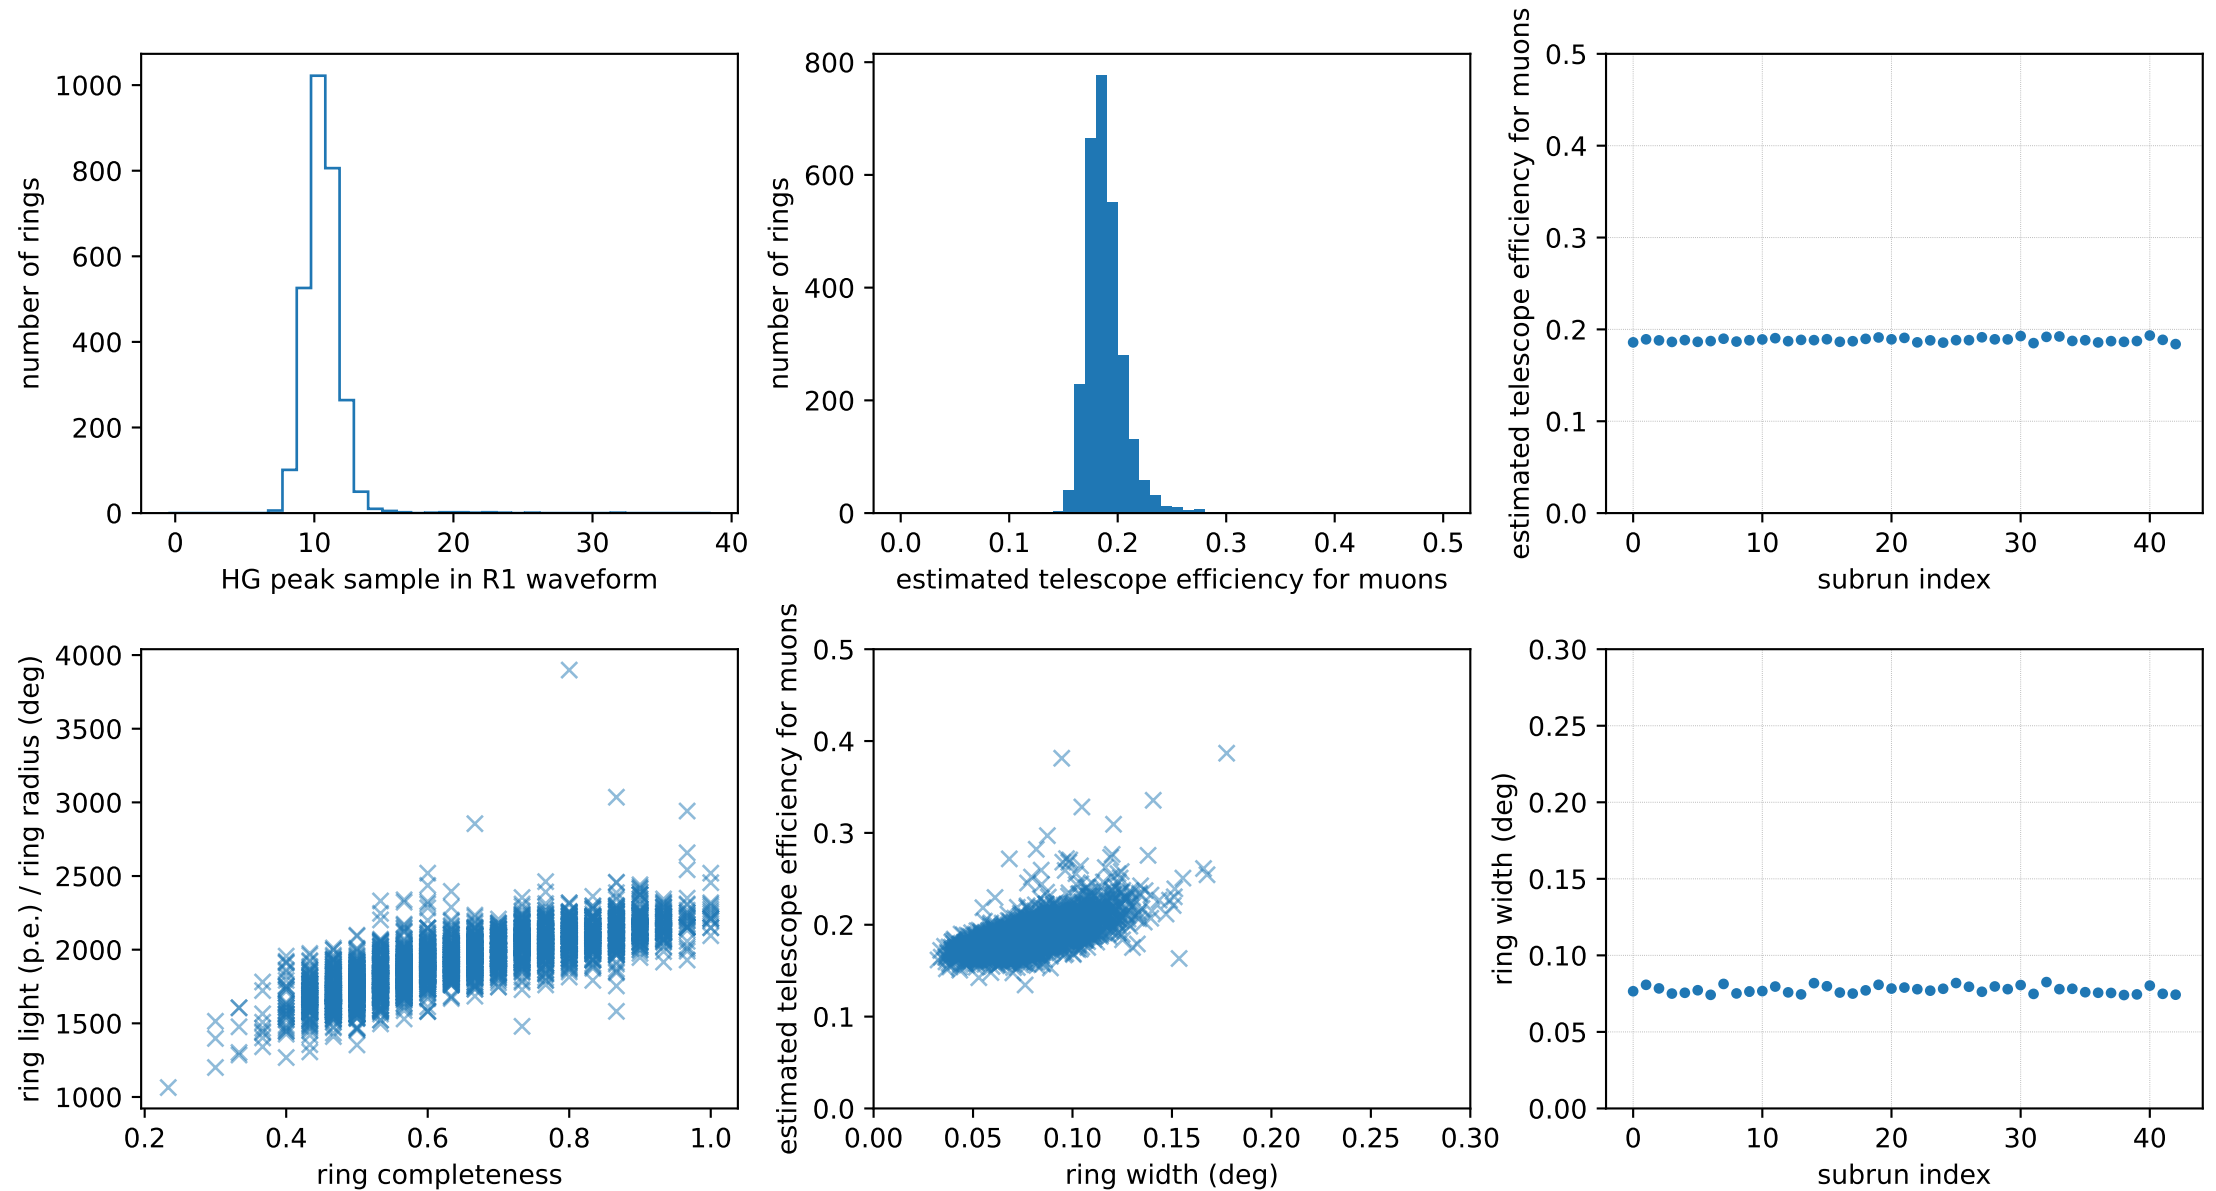 1000
800
600
400
200
0
number of rings
0 10 20 30 40
HG peak sample in R1 waveform
800
600
400
200
0
number of rings
0.0 0.1 0.2 0.3 0.4 0.5
estimated telescope efficiency for muons
0.5
0.4
0.3
0.2
0.1
0.0
estimated telescope efficiency for muons
0 10 20 30 40
subrun index
4000
3500
3000
2500
2000
1500
1000
ring light (p.e.) / ring radius (deg)
0.2 0.4 0.6 0.8 1.0
ring completeness
0.5
0.4
0.3
0.2
0.1
0.0
estimated telescope efficiency for muons
0.00 0.05 0.10 0.15 0.20 0.25 0.30
ring width (deg)
0.30
0.25
0.20
0.15
0.10
0.05
0.00
ring width (deg)
0 10 20 30 40
subrun index